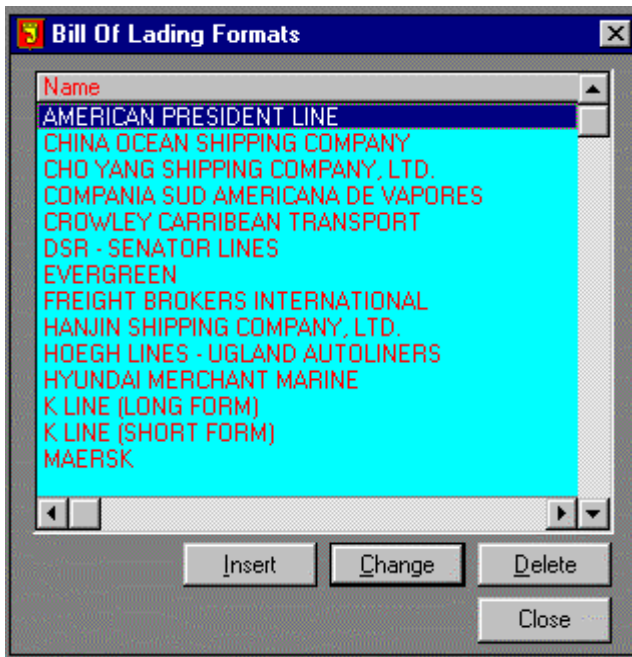 Bill Of Lading Formats
Name
AMERICAN PRESIDENT LINE
CHINA OCEAN SHIPPING COMPANY
CHO YANG SHIPPING COMPANY, LTD.
COMPANIA SUD AMERICANA DE VAPORES
CROWLEY CARRIBEAN TRANSPORT
DSR - SENATOR LINES
EVERGREEN
FREIGHT BROKERS INTERNATIONAL
HANJIN SHIPPING COMPANY, LTD.
HOEGH LINES - UGLAND AUTOLINERS
HYUNDAI MERCHANT MARINE
K LINE (LONG FORM)
K LINE (SHORT FORM)
MAERSK
Insert Change Delete
Close